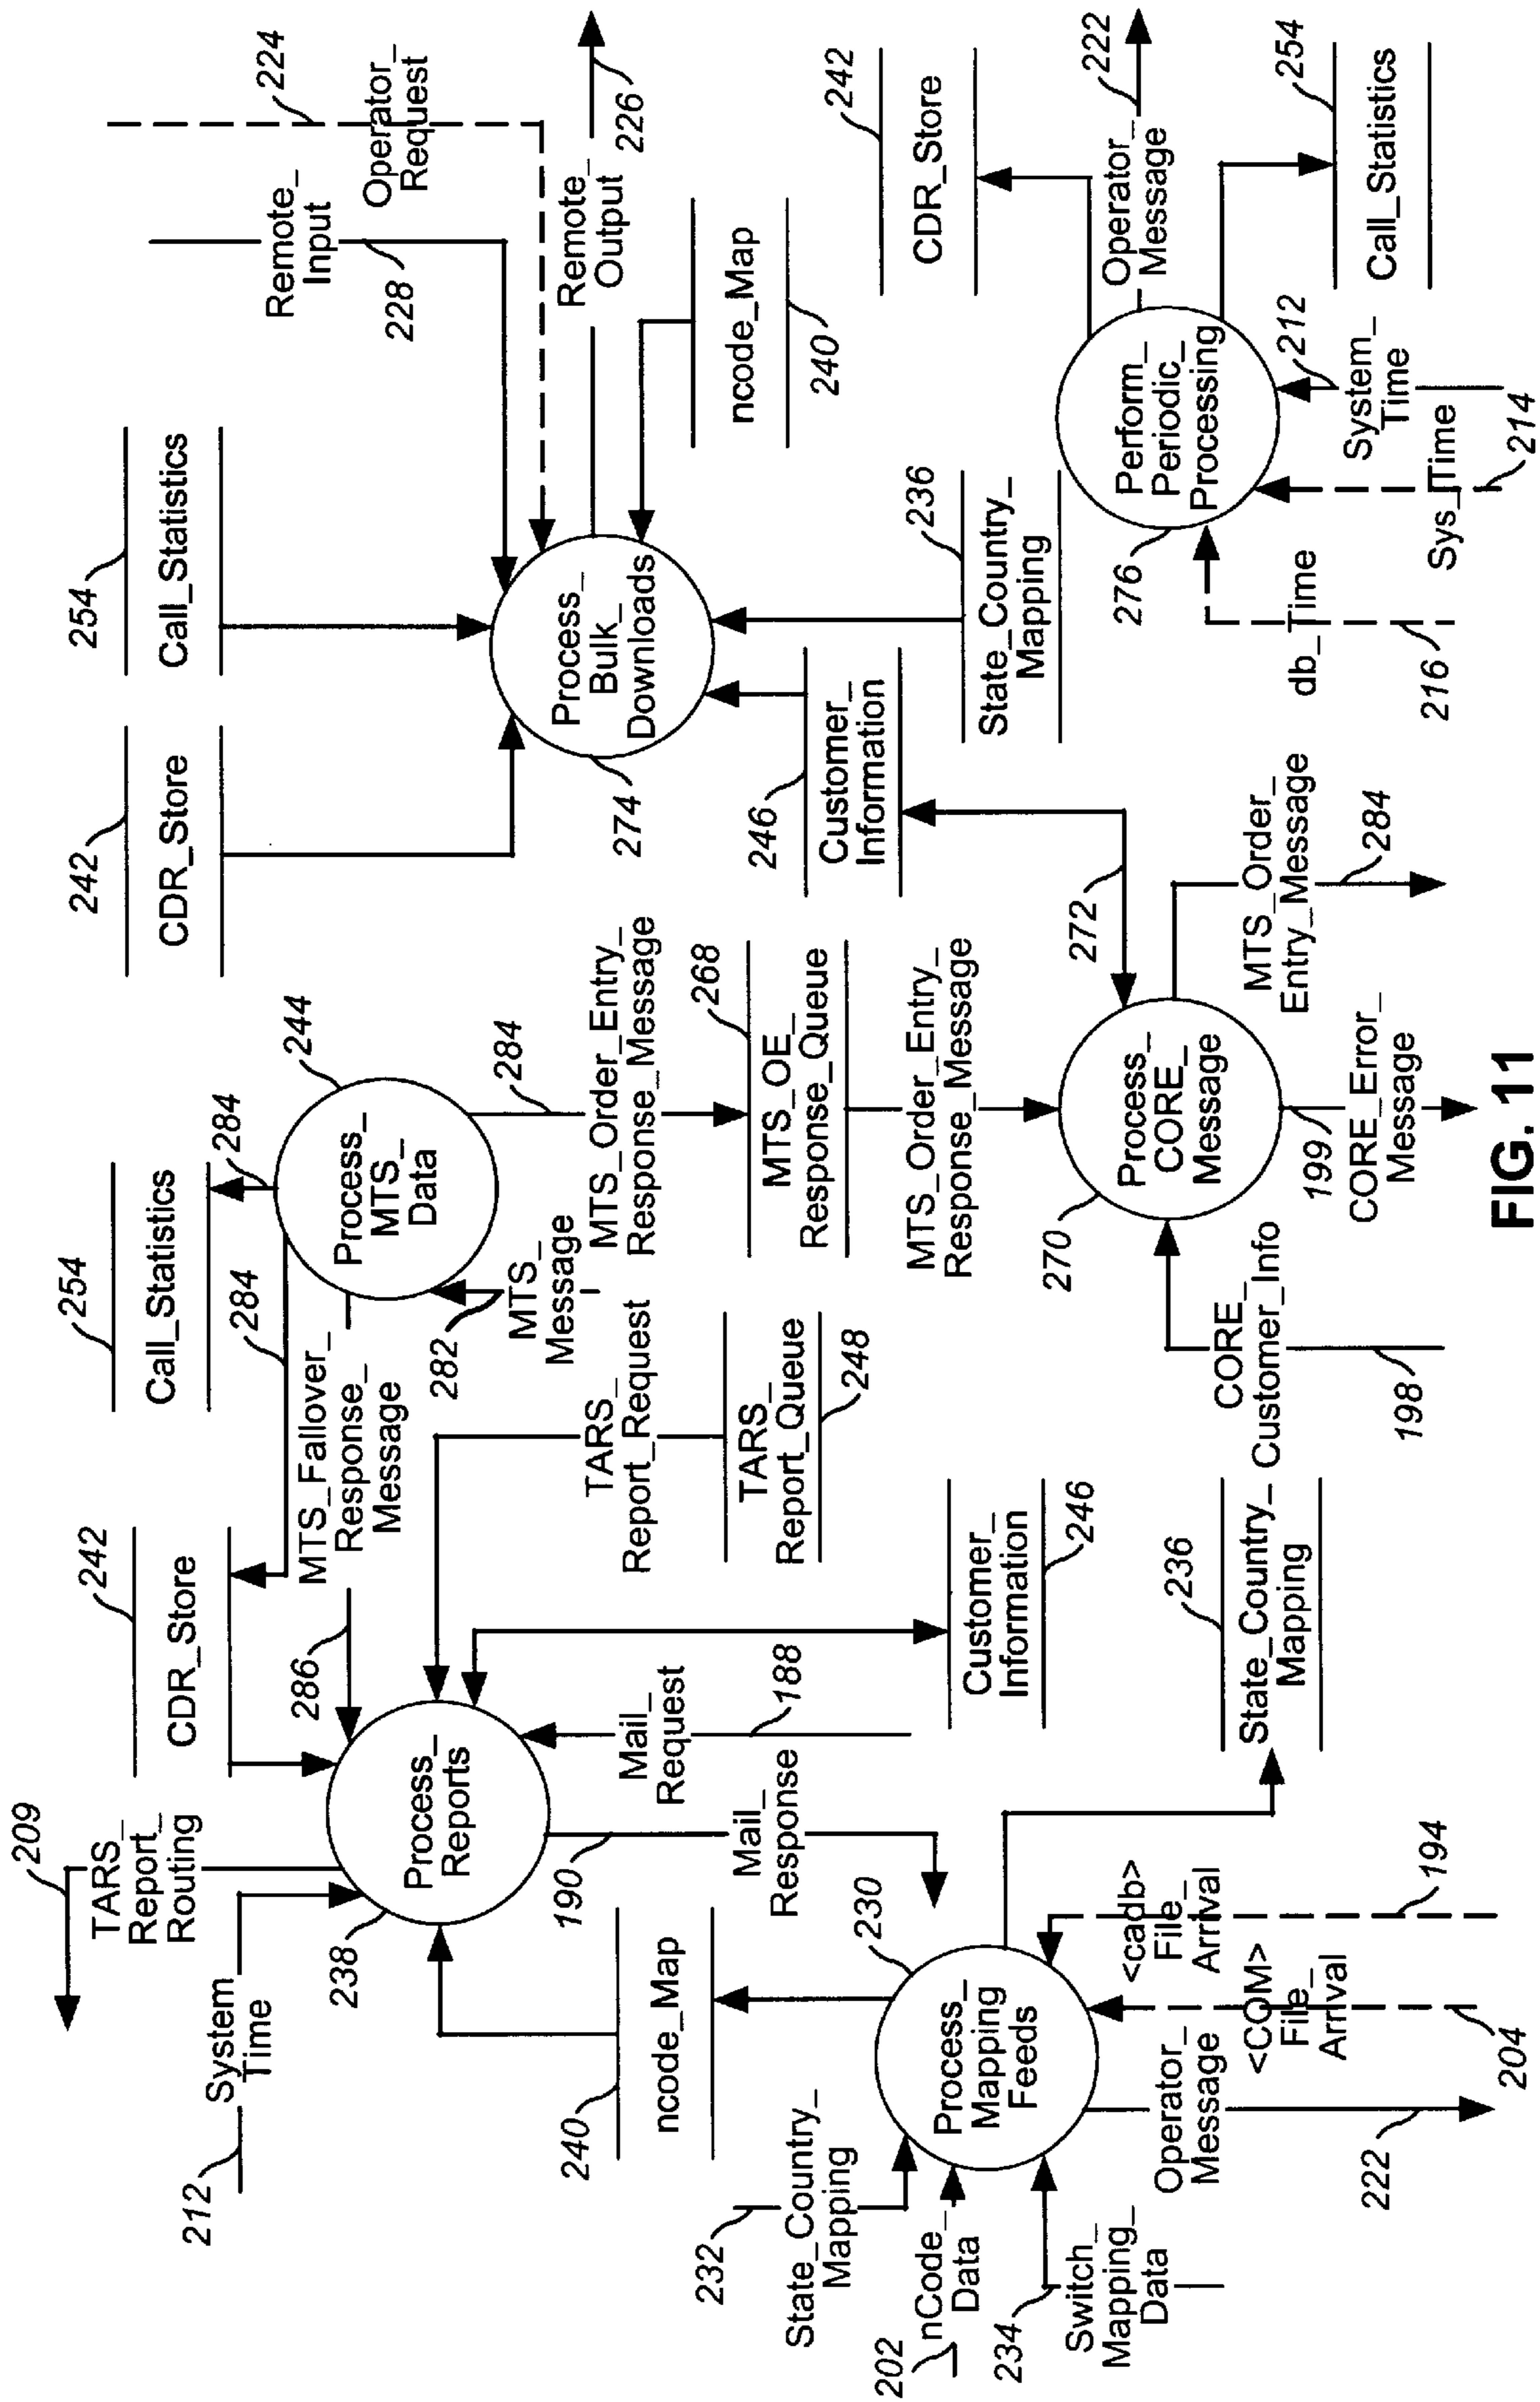 209
TARS_
Report_
Routing
212
System_
Time
242
CDR_Store
254
Call_Statistics
284
284
244
Process_
MTS_
Data
MTS_Fallover_
Response_
Message
286
282
MTS_
Message
284
MTS_Order_Entry_
Response_Message
268
MTS_OE_
Response_Queue
MTS_Order_Entry_
Response_Message
238
Process_
Reports
TARS_
Report_Request
TARS_
Report_Queue
248
Mail_
Request
188
190
Mail_
Response
Customer_
Information
246
240
ncode_Map
230
Process_
Mapping_
Feeds
232
State_Country_
Mapping
202
nCode_
Data
234
Switch_
Mapping_
Data
Operator_
Message
222
<COM>
File_
Arrival
204
<cadb>
File_
Arrival
194
236
State_Country_
Mapping
CORE_
Customer_Info
198
270
Process_
CORE_
Message
199
CORE_Error_
Message
MTS_Order_
Entry_Message
284
272
242
CDR_Store
254
Call_Statistics
Remote_
Input
228
Operator_
Request
224
274
Process_
Bulk_
Downloads
Remote_
Output
226
ncode_Map
240
246
Customer_
Information
236
State_Country_
Mapping
242
CDR_Store
Operator_
Message
222
254
Call_Statistics
276
Perform_
Periodic_
Processing
212
System_
Time
Sys_Time
214
db_Time
216
FIG. 11